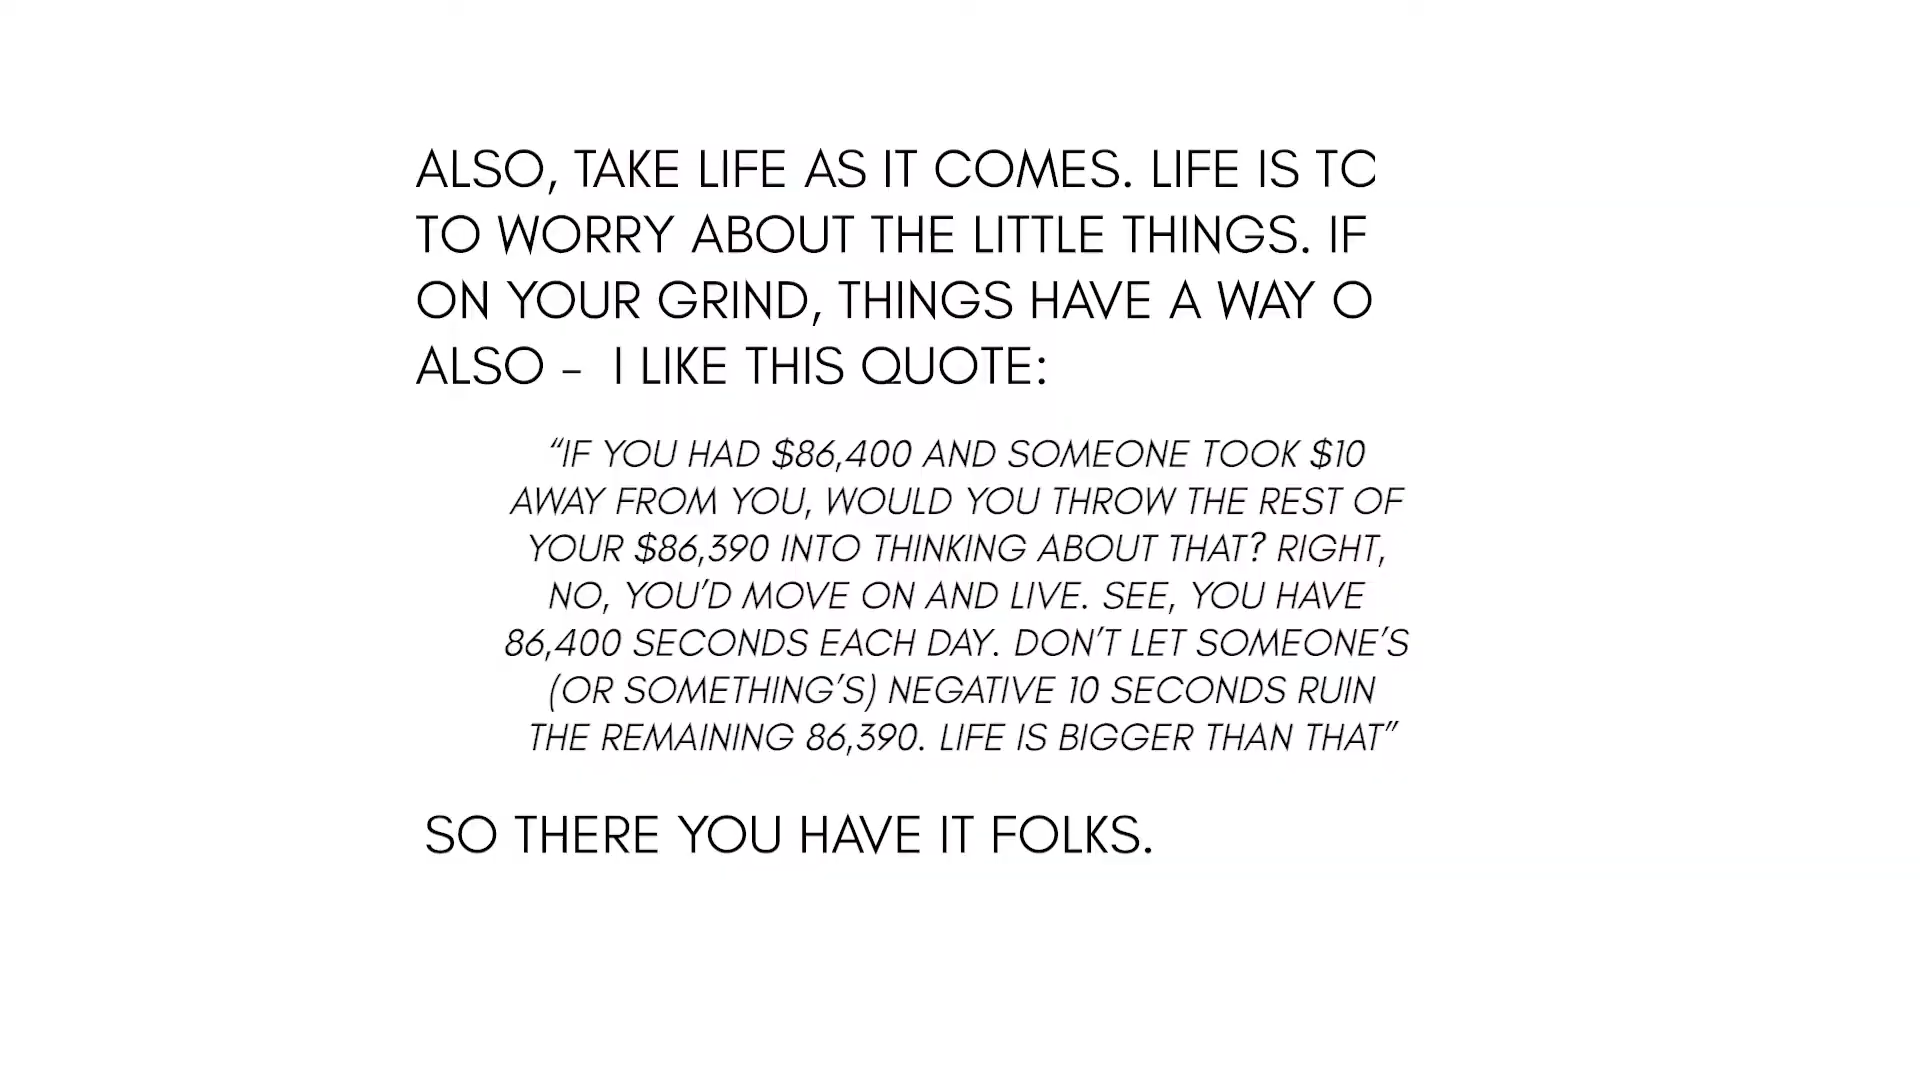 ALSO, TAKE LIFE AS IT COMES. LIFE IS
TO WORRY ABOUT THE LITTLE THINGS. IF
ON YOUR GRIND, THINGS HAVE A WAY
ALSO – I LIKE THIS QUOTE:
“IF YOU HAD $86,400 AND SOMEONE TOOK $10
AWAY FROM YOU, WOULD YOU THROW THE REST OF
YOUR $86,390 INTO THINKING ABOUT THAT? RIGHT,
NO, YOU’D MOVE ON AND LIVE. SEE, YOU HAVE
86,400 SECONDS EACH DAY. DON’T LET SOMEONE’S
(OR SOMETHING’S) NEGATIVE 10 SECONDS RUIN
THE REMAINING 86,390. LIFE IS BIGGER THAN THAT”
SO THERE YOU HAVE IT FOLKS.